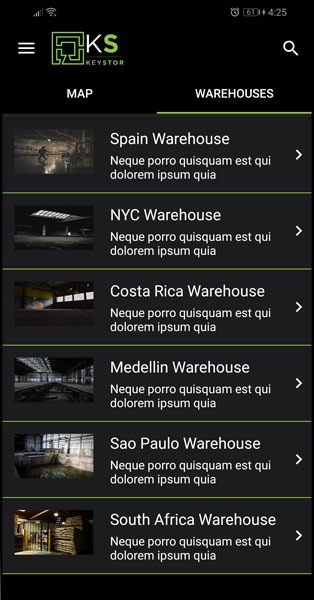 61 4:25
KS
KEYSTOR
MAP WAREHOUSES
Spain Warehouse
Neque porro quisquam est qui
dolorem ipsum quia
NYC Warehouse
Neque porro quisquam est qui
dolorem ipsum quia
Costa Rica Warehouse
Neque porro quisquam est qui
dolorem ipsum quia
Medellin Warehouse
Neque porro quisquam est qui
dolorem ipsum quia
Sao Paulo Warehouse
Neque porro quisquam est qui
dolorem ipsum quia
South Africa Warehouse
Neque porro quisquam est qui
dolorem ipsum quia